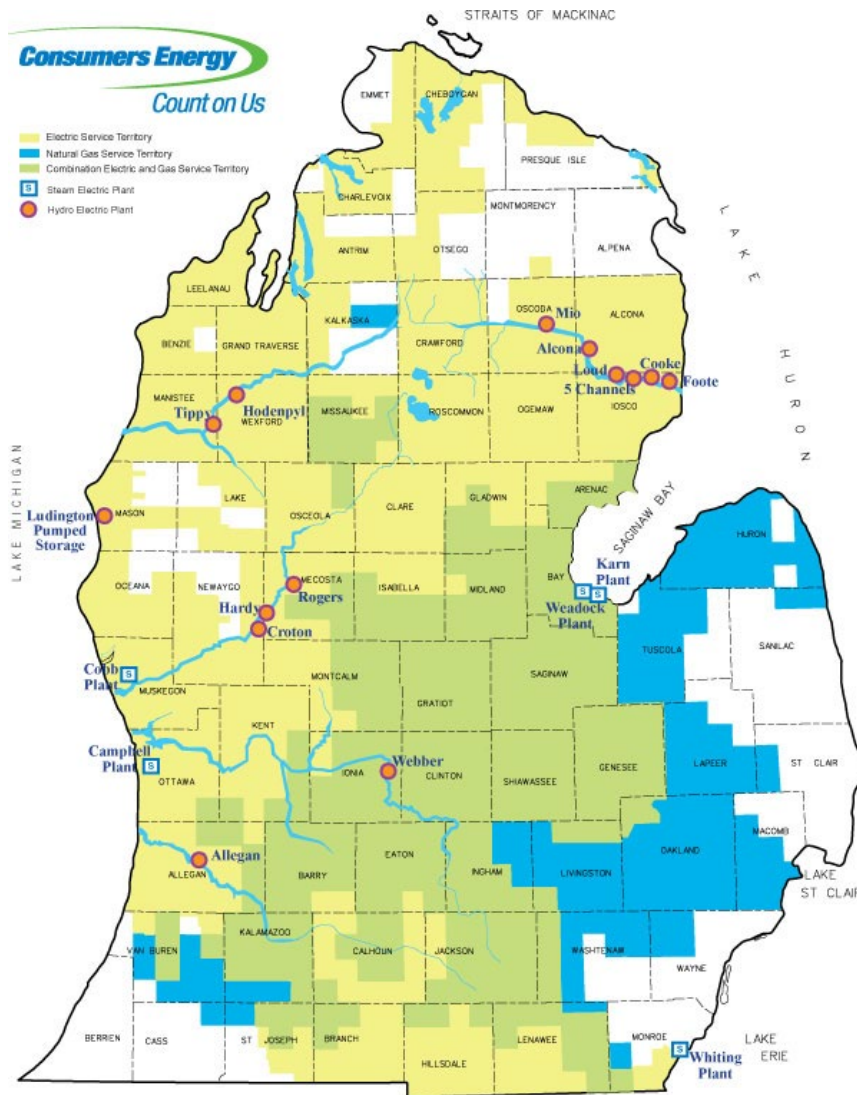 STRAITS OF MACKINAC
Consumers Energy
Count on Us
Electric Service Territory
Natural Gas Service Territory
Combination Electric and Gas Service Territory
S Steam Electric Plant
Hydro Electric Plant
EMMET
CHEBOYGAN
PRESQUE ISLE
CHARLEVOIX
MONTMORENCY
ANTRIM
OTSEGO
ALPENA
LAKE HURON
LEELANAU
KALKASKA
OSCODA
Mio
ALCONA
BENZIE
GRAND TRAVERSE
CRAWFORD
Alcona
Loud
Cooke
5 Channels
Foote
MANISTEE
Tippy
Hodenpyl
WEXFORD
MISSAUKEE
ROSCOMMON
OGEMAW
IOSCO
LAKE MICHIGAN
Ludington
Pumped
Storage
MASON
LAKE
OSCEOLA
CLARE
GLADWIN
ARENAC
SAGINAW BAY
HURON
OCEANA
NEWAYGO
MECOSTA
Rogers
ISABELLA
MIDLAND
BAY
Karn
Plant
S
S
Weadock
Plant
Hardy
Croton
TUSCOLA
SANILAC
Cobb
Plant
S
MUSKEGON
MONTCALM
GRATIOT
SAGINAW
KENT
Campbell
Plant
S
OTTAWA
IONIA
Webber
CLINTON
SHIAWASSEE
GENESEE
LAPEER
ST CLAIR
MACOMB
Allegan
ALLEGAN
BARRY
EATON
INGHAM
LIVINGSTON
OAKLAND
LAKE
ST CLAIR
VAN BUREN
KALAMAZOO
CALHOUN
JACKSON
WASHTENAW
WAYNE
BERRIEN
CASS
ST JOSEPH
BRANCH
HILLSDALE
LENAWEE
MONROE
S
Whiting
Plant
LAKE
ERIE